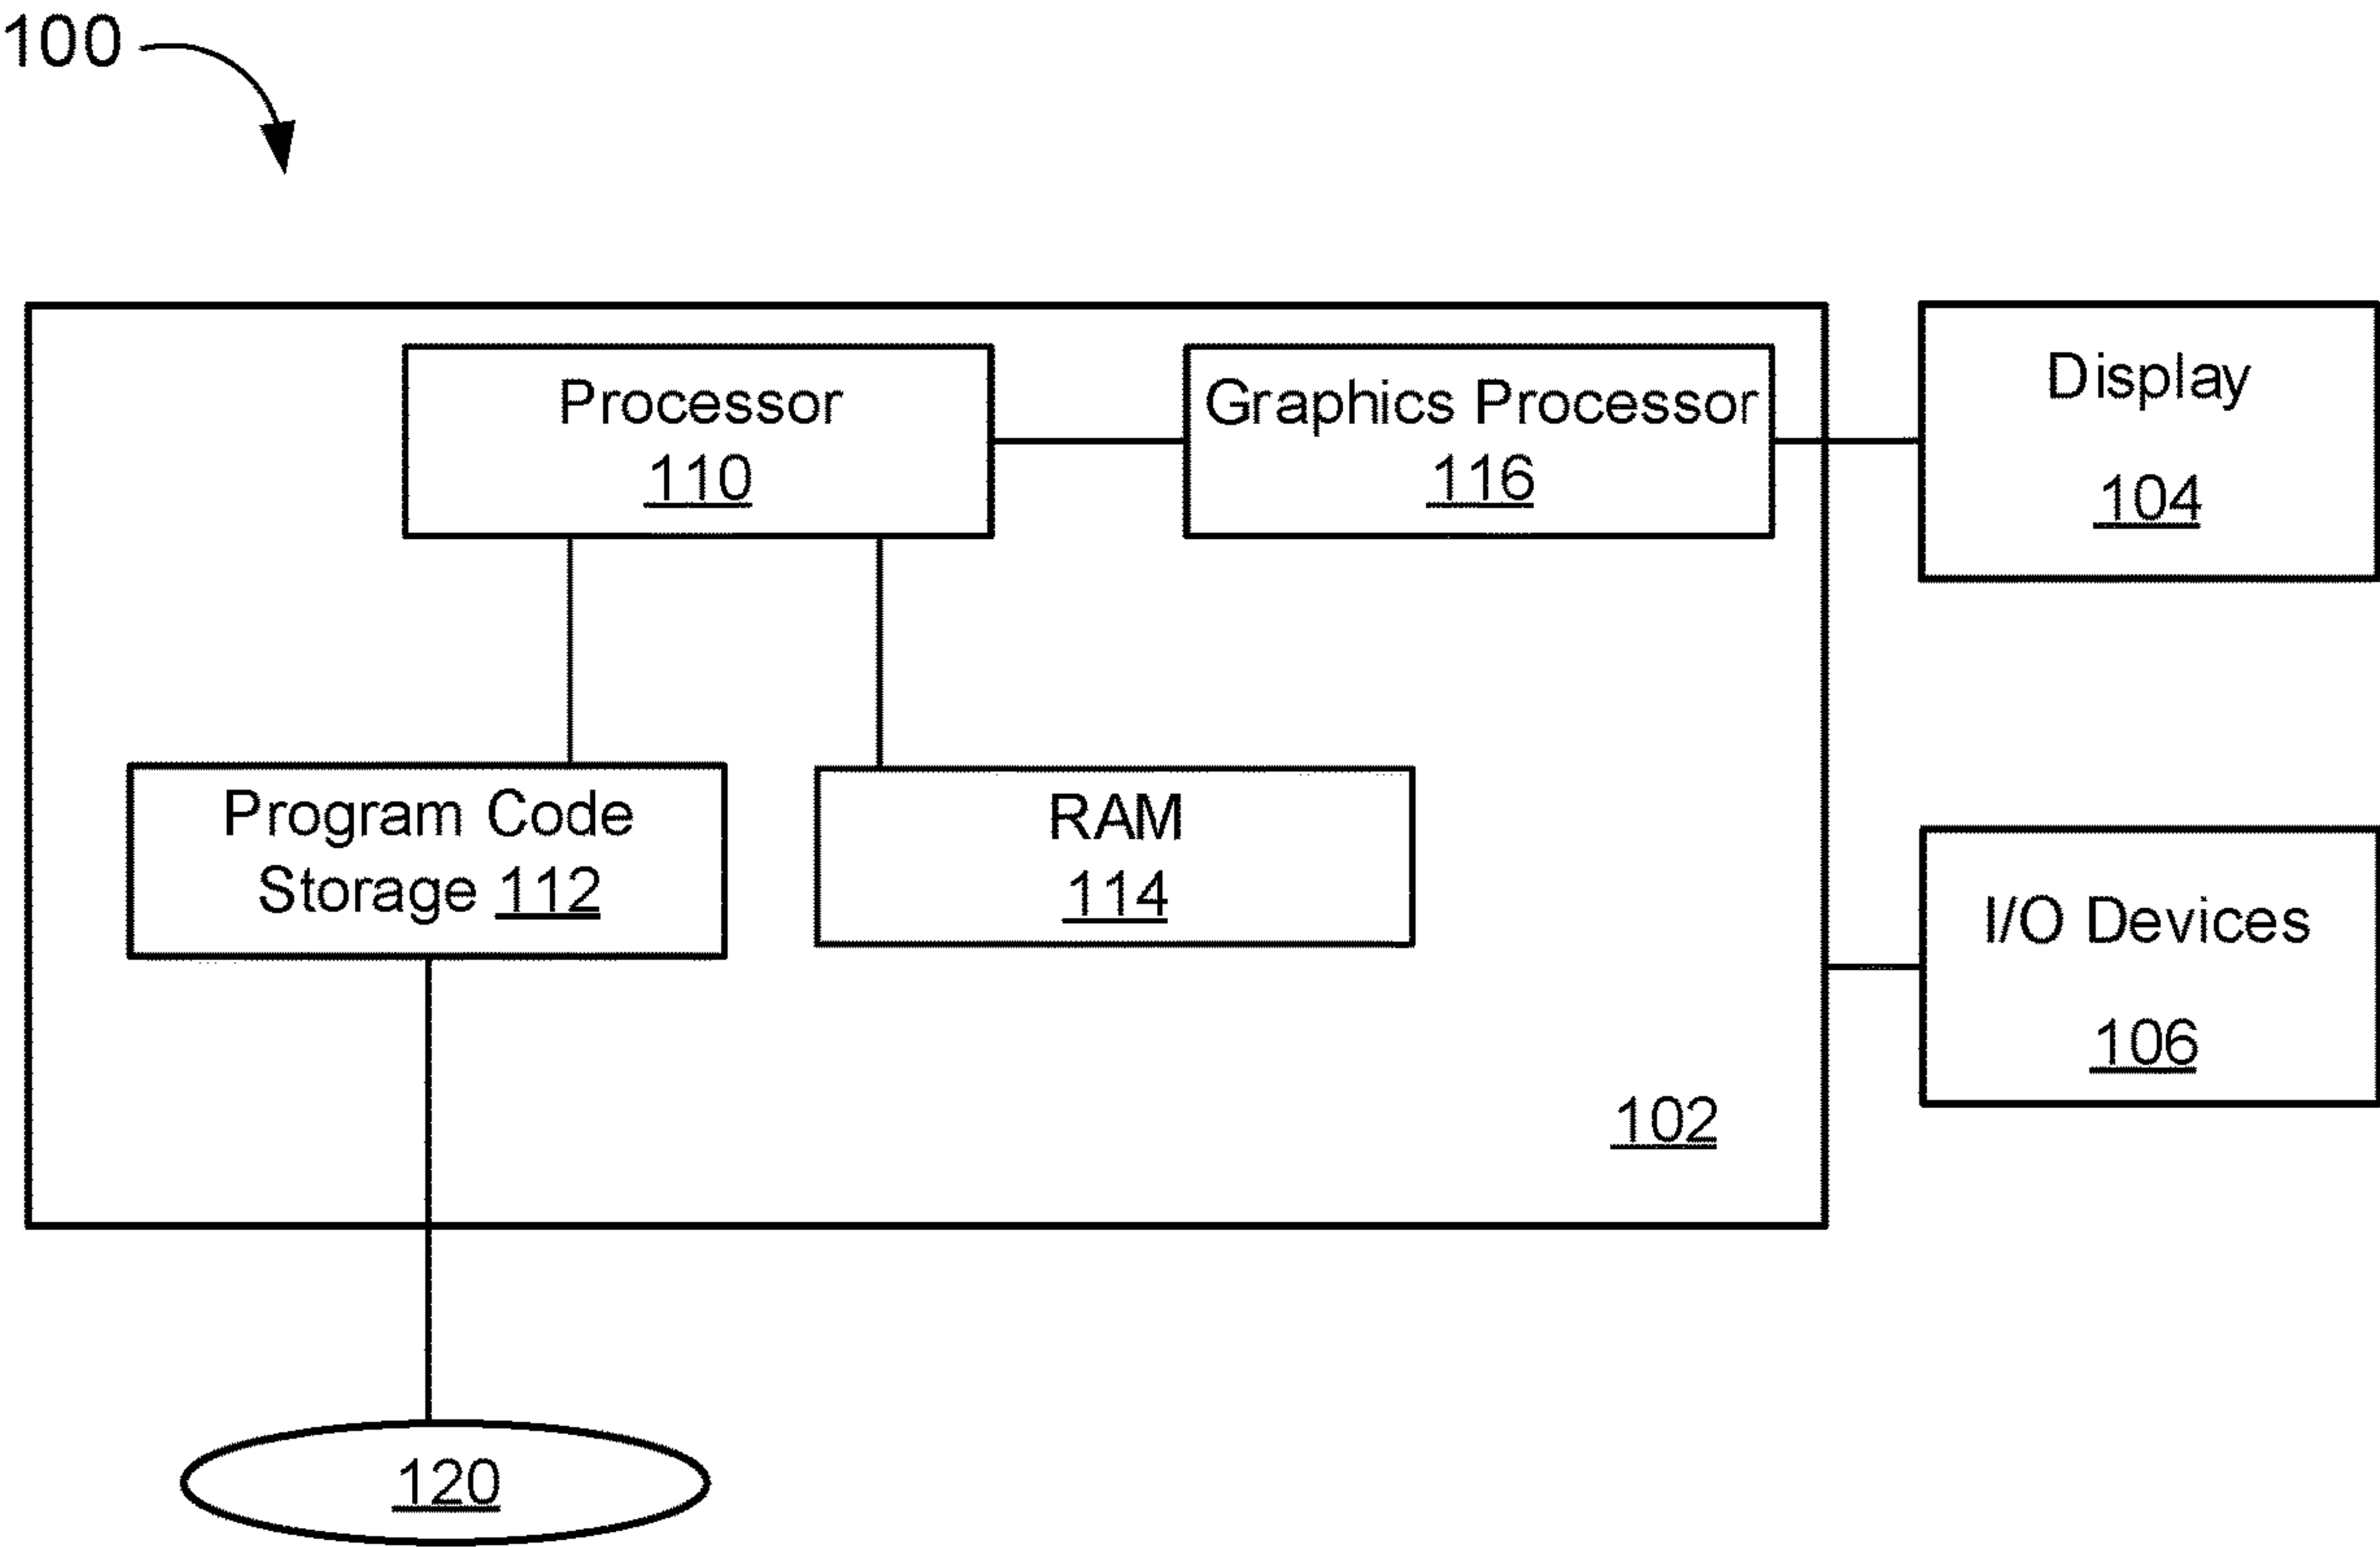 100
Processor
110
Graphics Processor
116
Display
104
Program Code
Storage 112
RAM
114
I/O Devices
106
102
120